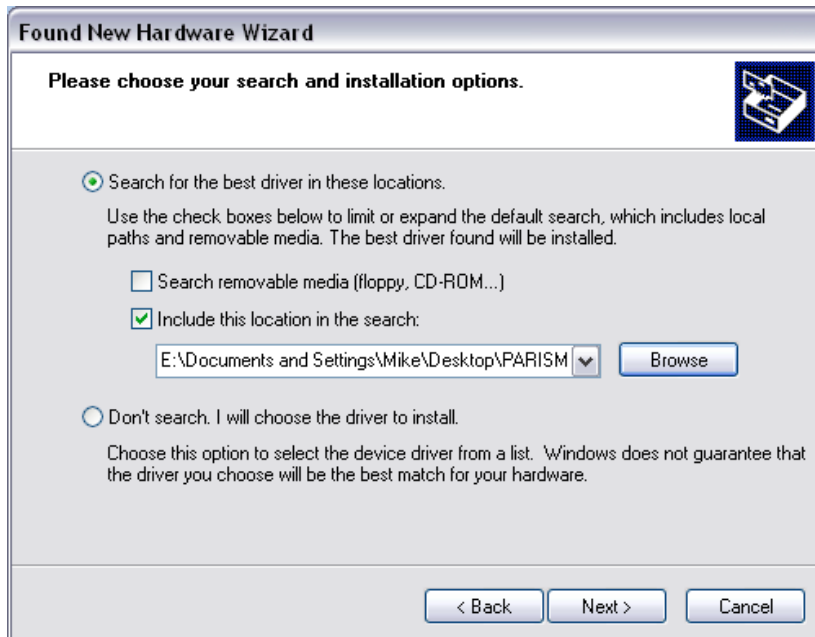 Found New Hardware Wizard
Please choose your search and installation options.
Search for the best driver in these locations.
Use the check boxes below to limit or expand the default search, which includes local
paths and removable media. The best driver found will be installed.
Search removable media (floppy, CD-ROM...)
Include this location in the search:
E:\Documents and Settings\Mike\Desktop\PARISM
Browse
Don't search. I will choose the driver to install.
Choose this option to select the device driver from a list. Windows does not guarantee that
the driver you choose will be the best match for your hardware.
< Back Next > Cancel